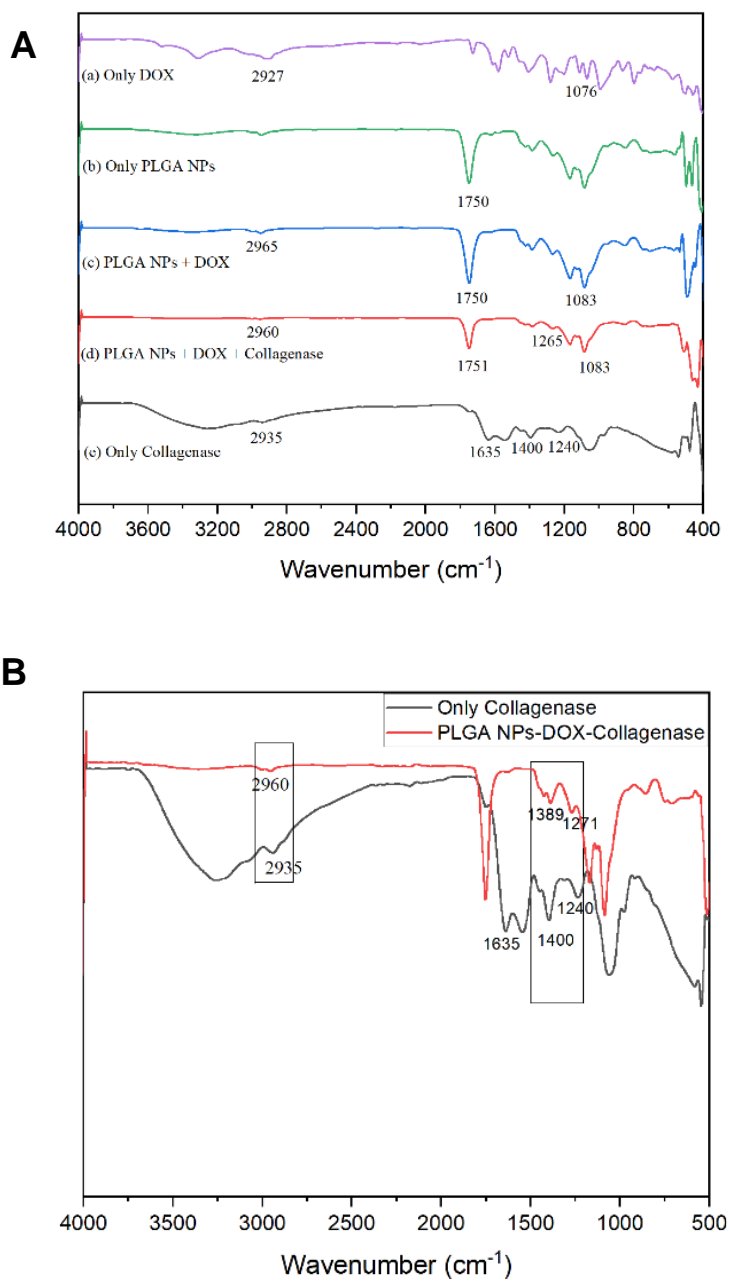 A
(a) Only DOX
2927
1076
(b) Only PLGA NPs
1750
(c) PLGA NPs + DOX
2965
1750
1083
(d) PLGA NPs + DOX + Collagenase
2960
1751
1265
1083
(e) Only Collagenase
2935
1635
1400
1240
4000 3600 3200 2800 2400 2000 1600 1200 800 400
Wavenumber (cm⁻¹)
B
Only Collagenase
PLGA NPs-DOX-Collagenase
2960
2935
1389
1271
1240
1635
1400
4000 3500 3000 2500 2000 1500 1000 500
Wavenumber (cm⁻¹)